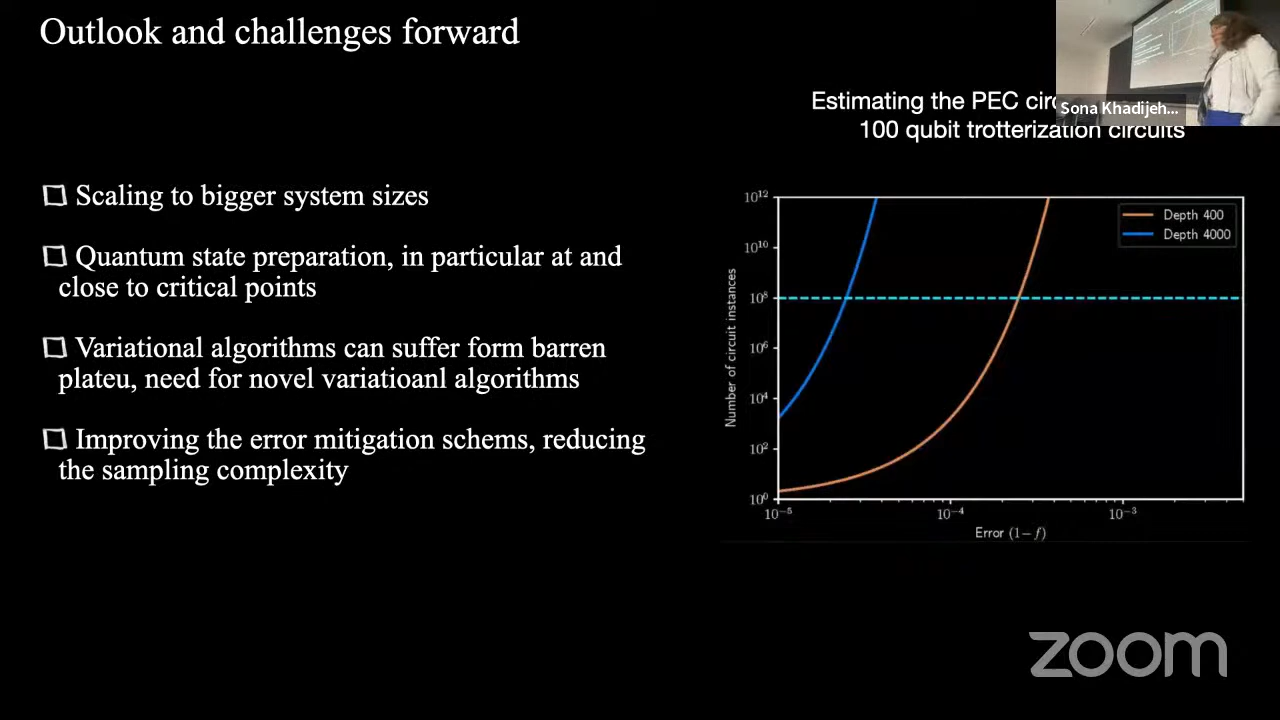 Outlook and challenges forward
Estimating the PEC
100 qubit trotterization circuits
Sona Khadijeh...
Scaling to bigger system sizes
Quantum state preparation, in particular at and
close to critical points
Variational algorithms can suffer form barren
plateu, need for novel variatioanl algorithms
Improving the error mitigation schems, reducing
the sampling complexity
Depth 400
Depth 4000
Number of circuit instances
10¹²
10¹⁰
10⁸
10⁶
10⁴
10²
10⁰
10⁻⁵
10⁻⁴
10⁻³
Error (1 − f)
zoom